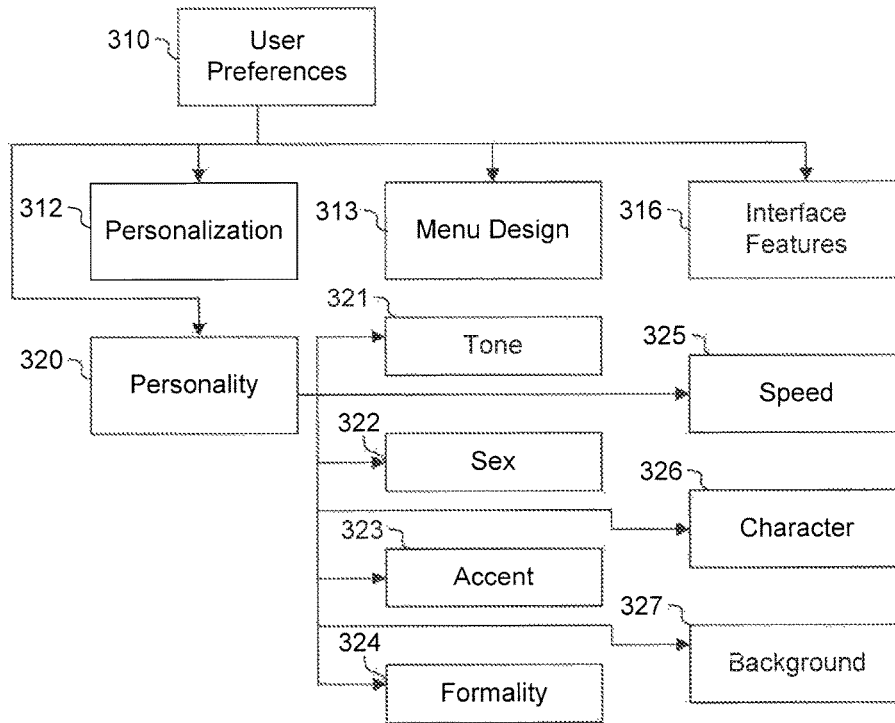 310
User
Preferences
312
Personalization
313
Menu Design
316
Interface
Features
320
Personality
321
Tone
325
Speed
322
Sex
326
Character
323
Accent
327
Background
324
Formality